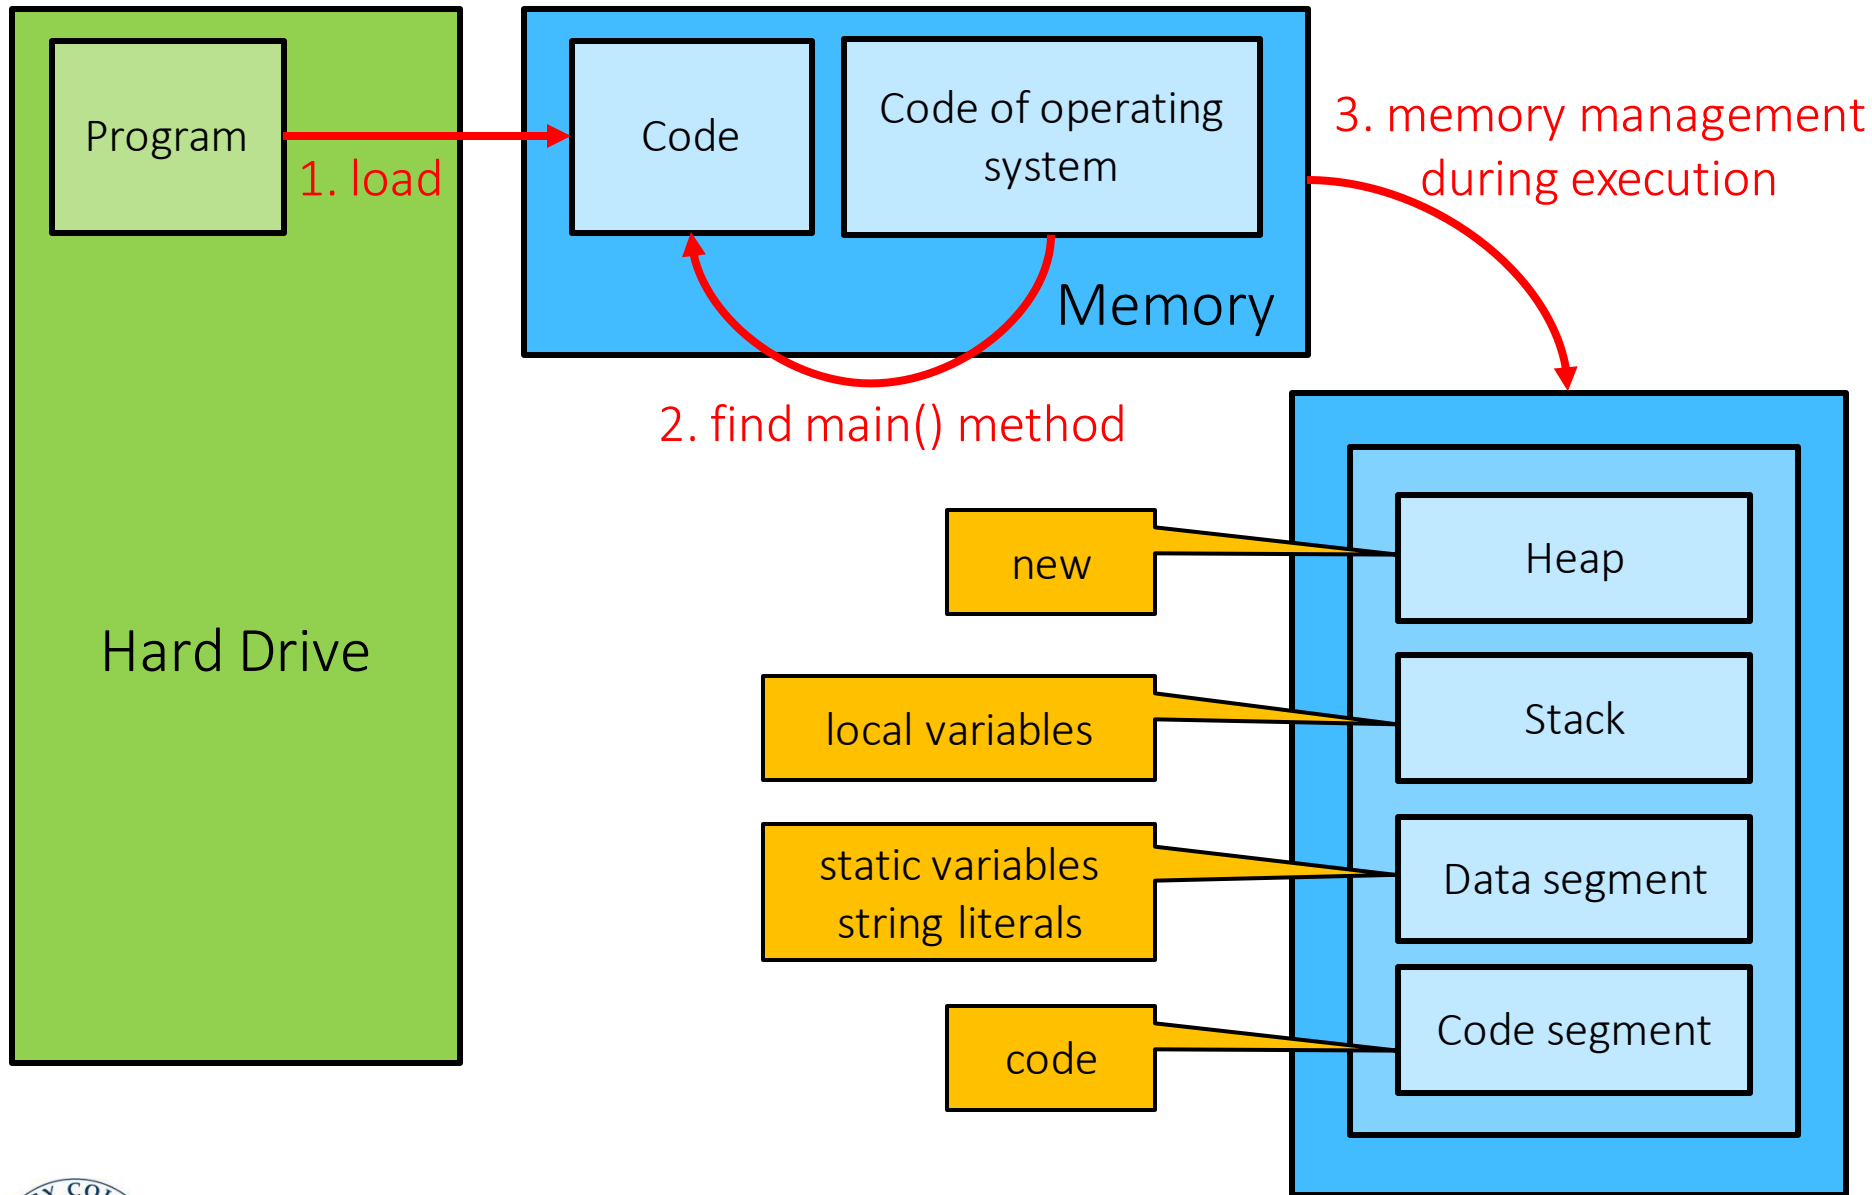 Program
Code
Code of operating
system
1. load
3. memory management
during execution
Memory
2. find main() method
Hard Drive
new
Heap
local variables
Stack
static variables
string literals
Data segment
code
Code segment